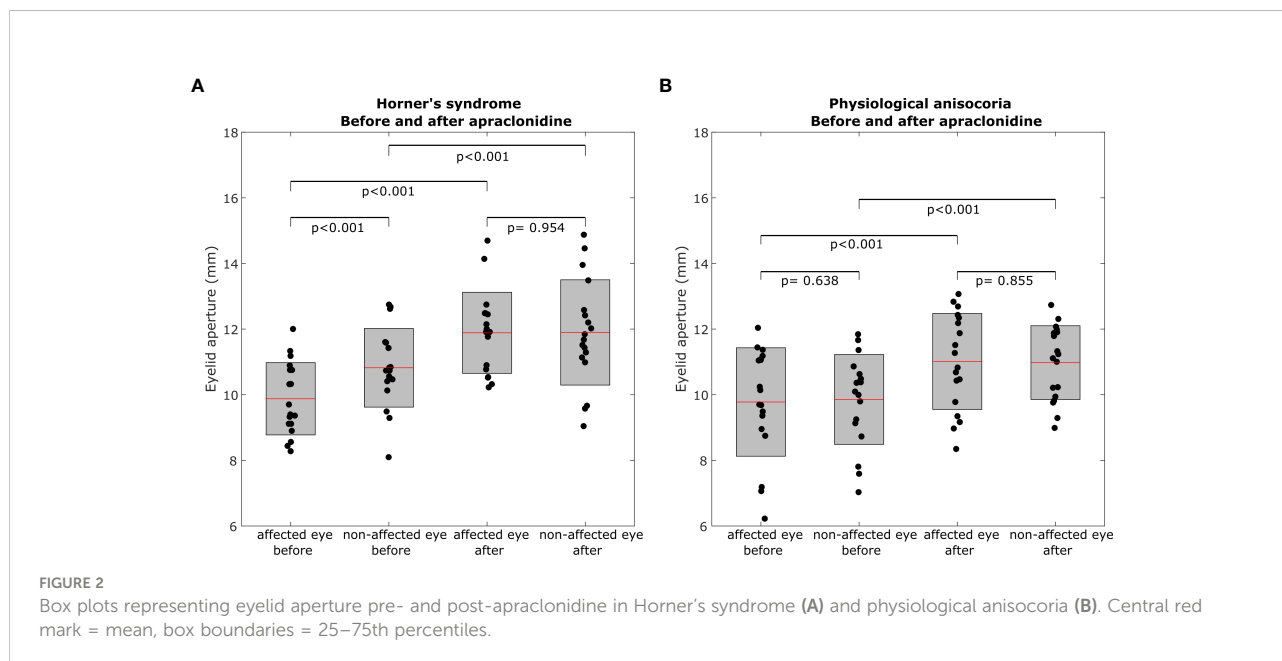 A
Horner's syndrome
Before and after apraclonidine
18
16
14
12
10
8
6
Eyelid aperture (mm)
p<0.001
p<0.001
p<0.001
p= 0.954
affected eye
before
non-affected eye
before
affected eye
after
non-affected eye
after
B
Physiological anisocoria
Before and after apraclonidine
18
16
14
12
10
8
6
Eyelid aperture (mm)
p<0.001
p<0.001
p= 0.638
p= 0.855
affected eye
before
non-affected eye
before
affected eye
after
non-affected eye
after
FIGURE 2
Box plots representing eyelid aperture pre- and post-apraclonidine in Horner's syndrome (A) and physiological anisocoria (B). Central red
mark = mean, box boundaries = 25–75th percentiles.